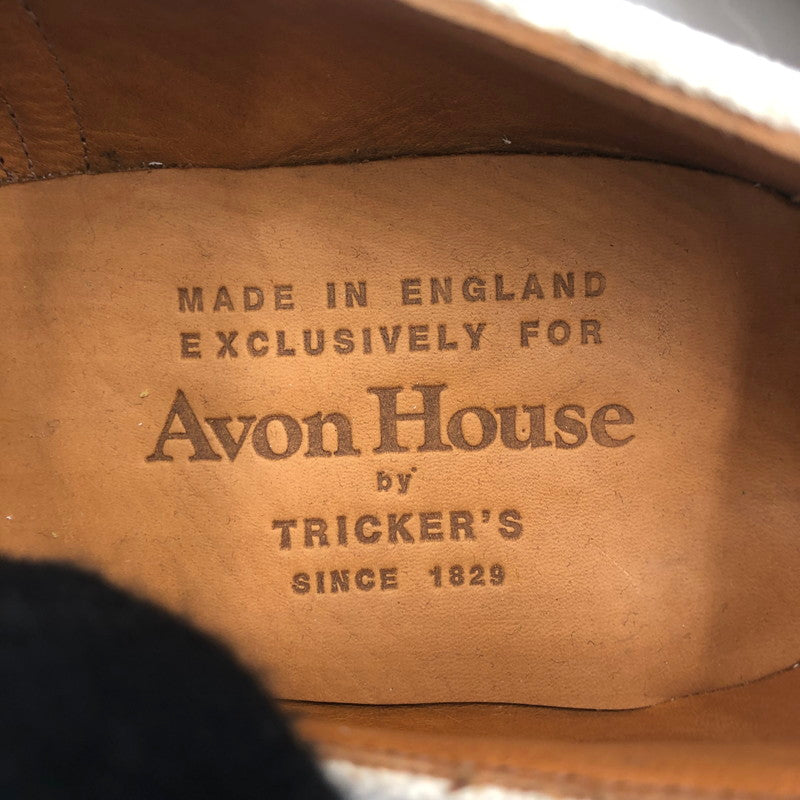 MADE IN ENGLAND
EXCLUSIVELY FOR
Avon House
by
TRICKER'S
SINCE 1829